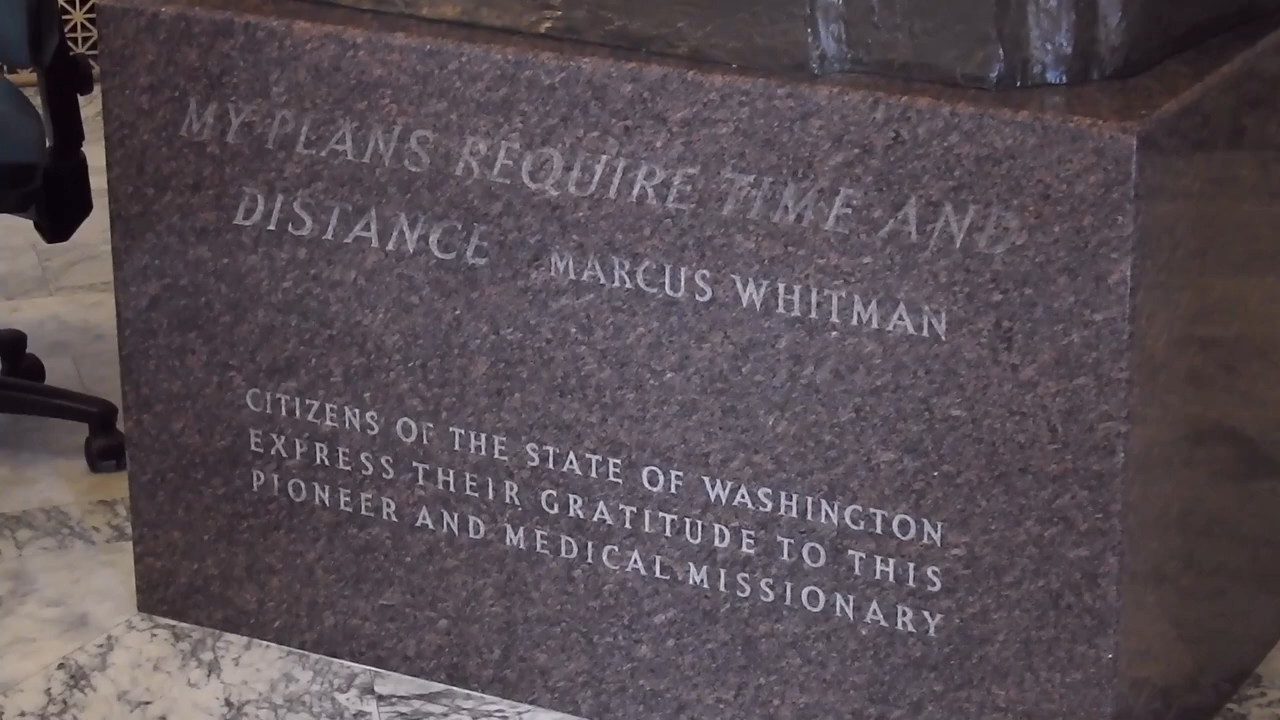 MY PLANS REQUIRE TIME AND
DISTANCE MARCUS WHITMAN
CITIZENS OF THE STATE OF WASHINGTON
EXPRESS THEIR GRATITUDE TO THIS
PIONEER AND MEDICAL MISSIONARY